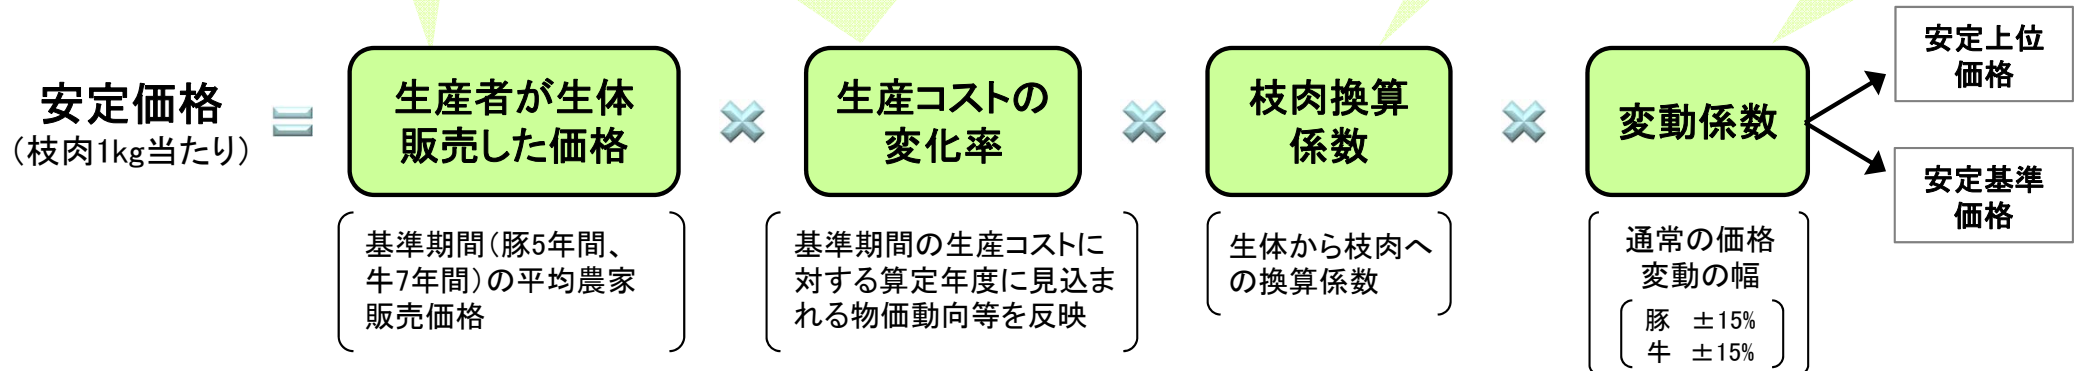 安定価格
（枝肉1kg当たり）
＝
生産者が生体
販売した価格
基準期間（豚5年間、
牛7年間）の平均農家
販売価格
×
生産コストの
変化率
基準期間の生産コストに
対する算定年度に見込ま
れる物価動向等を反映
×
枝肉換算
係数
生体から枝肉へ
の換算係数
×
変動係数
通常の価格
変動の幅
豚 ±15%
牛 ±15%
安定上位
価格
安定基準
価格